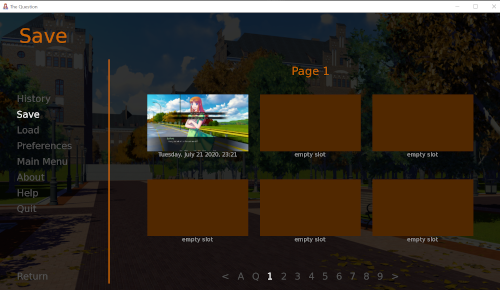 The Question
Save
Page 1
History
Save
Load
Preferences
Main Menu
About
Help
Quit
Return
Tuesday, July 21 2020, 23:21
empty slot
empty slot
empty slot
empty slot
empty slot
< A Q 1 2 3 4 5 6 7 8 9 >